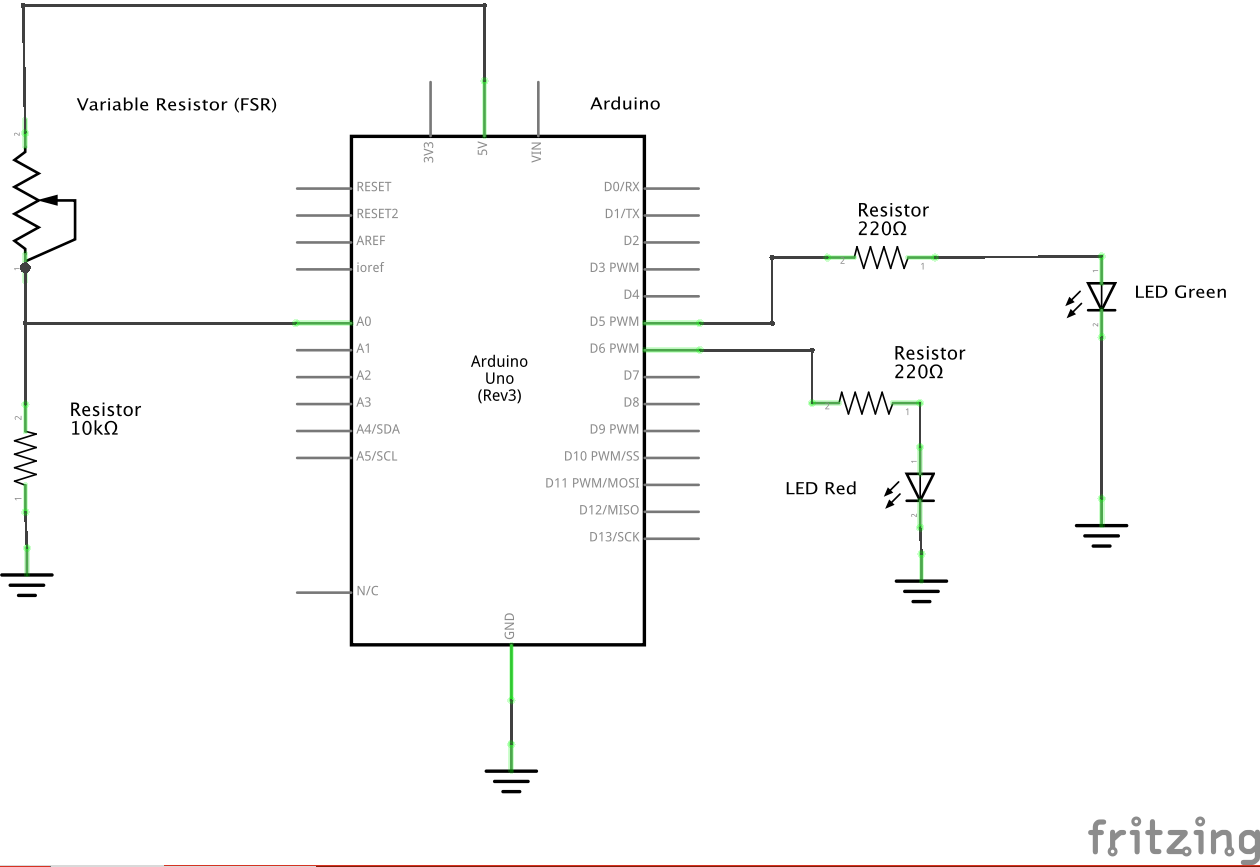 Variable Resistor (FSR)
Arduino
3V3
5V
VIN
2
1
RESET
RESET2
AREF
ioref
A0
A1
A2
A3
A4/SDA
A5/SCL
N/C
D0/RX
D1/TX
D2
D3 PWM
D4
D5 PWM
D6 PWM
D7
D8
D9 PWM
D10 PWM/SS
D11 PWM/MOSI
D12/MISO
D13/SCK
Arduino
Uno
(Rev3)
GND
Resistor
10kΩ
2
1
Resistor
220Ω
2
1
LED Green
1
2
Resistor
220Ω
2
1
LED Red
1
2
fritzing